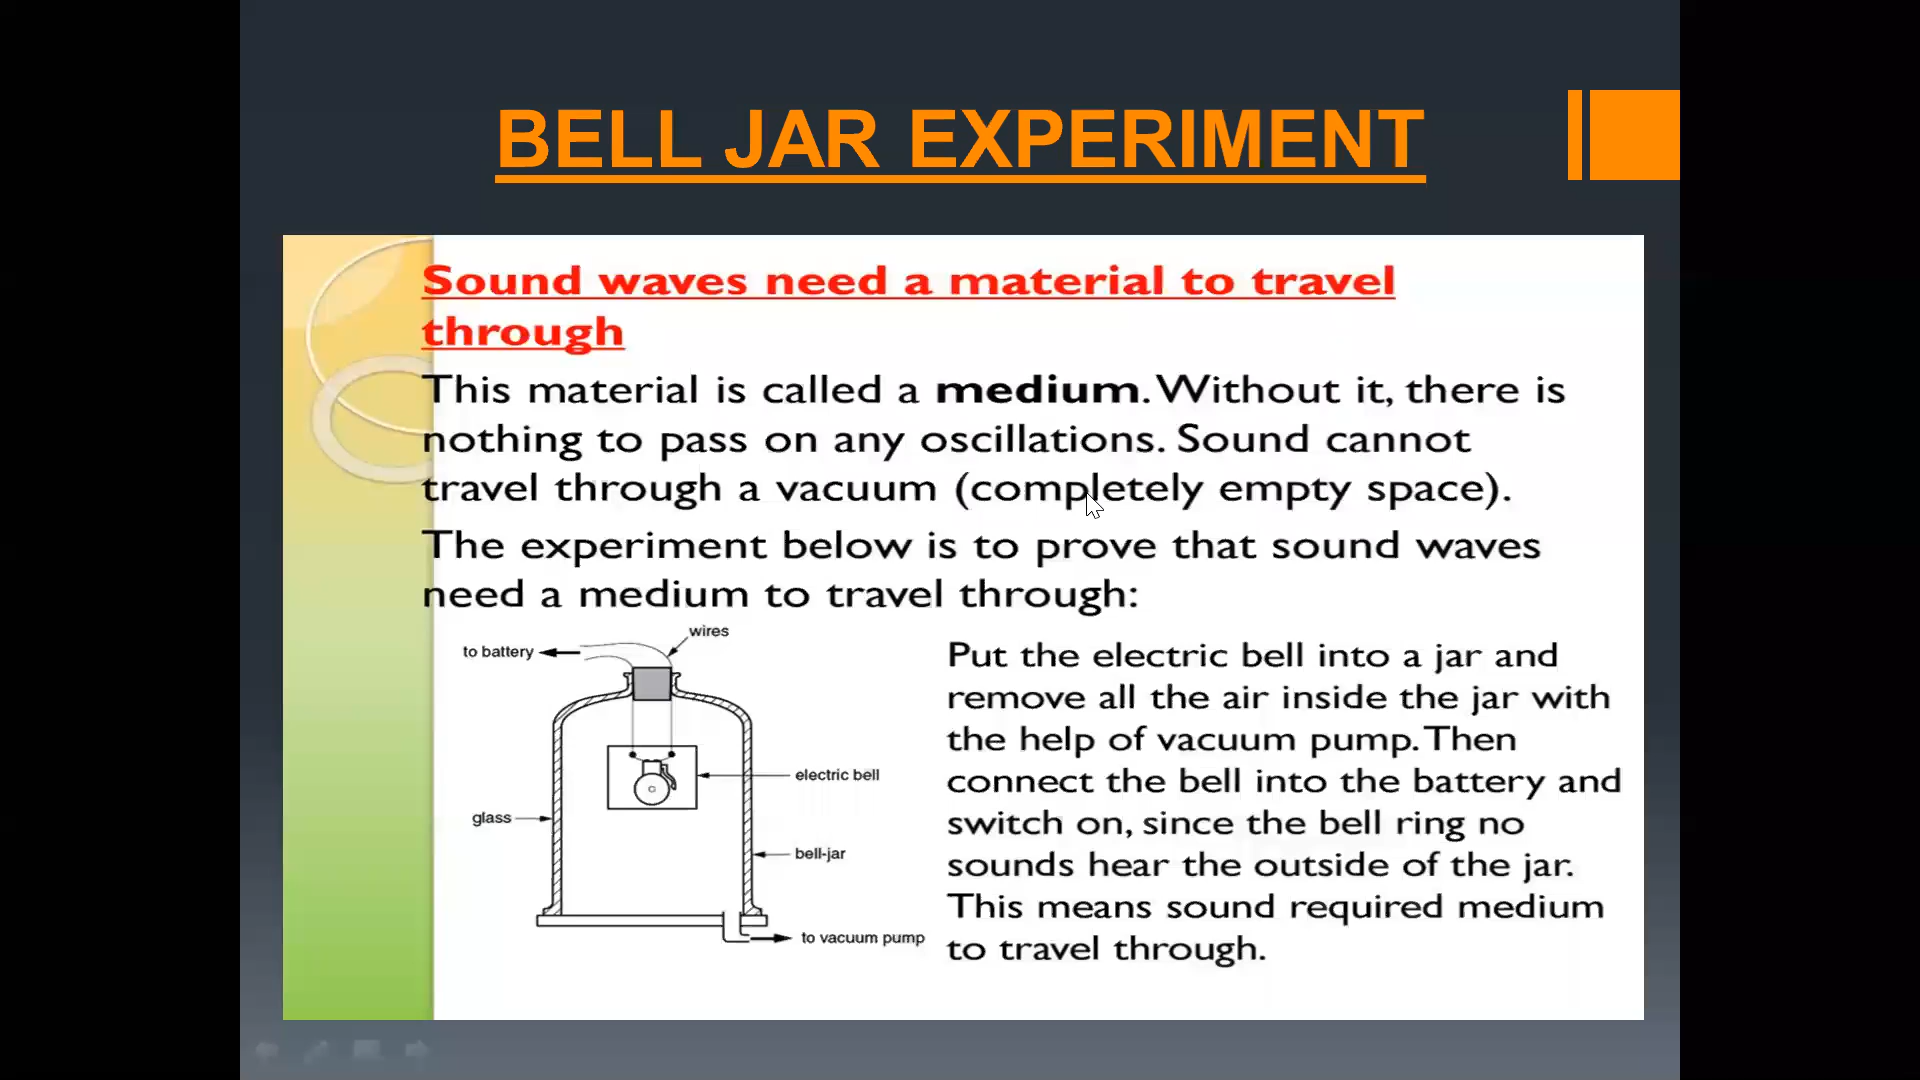 BELL JAR EXPERIMENT
Sound waves need a material to travel
through
This material is called a medium. Without it, there is
nothing to pass on any oscillations. Sound cannot
travel through a vacuum (completely empty space).
The experiment below is to prove that sound waves
need a medium to travel through:
wires
to battery
electric bell
glass
bell-jar
to vacuum pump
Put the electric bell into a jar and
remove all the air inside the jar with
the help of vacuum pump. Then
connect the bell into the battery and
switch on, since the bell ring no
sounds hear the outside of the jar.
This means sound required medium
to travel through.